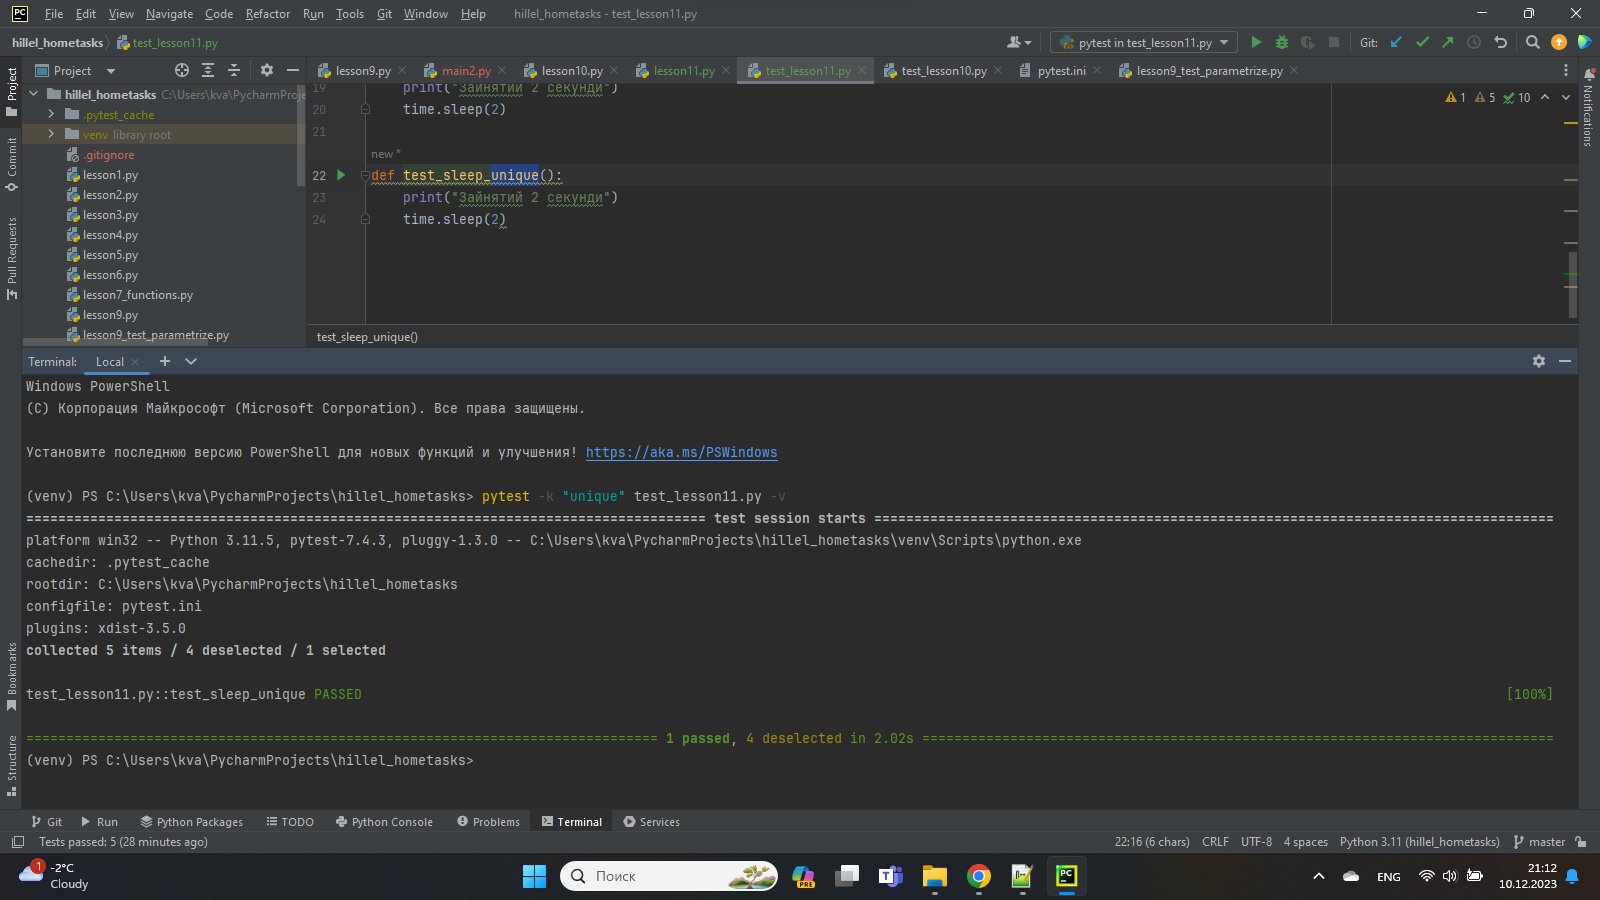 PC File Edit View Navigate Code Refactor Run Tools Git Window Help hillel_hometasks - test_lesson11.py
hillel_hometasks test_lesson11.py pytest in test_lesson11.py Git:
Project lesson9.py main2.py lesson10.py lesson11.py test_lesson11.py test_lesson10.py pytest.ini lesson9_test_parametrize.py
Project
Commit
Pull Requests
Bookmarks
Structure
Notifications
hillel_hometasks C:\Users\kva\PycharmProje
.pytest_cache
venv library root
.gitignore
lesson1.py
lesson2.py
lesson3.py
lesson4.py
lesson5.py
lesson6.py
lesson7_functions.py
lesson9.py
lesson9_test_parametrize.py
1 5 10
19 print("Зайнятий 2 секунди")
20 time.sleep(2)
21
new *
22 def test_sleep_unique():
23 print("Зайнятий 2 секунди")
24 time.sleep(2)
test_sleep_unique()
Terminal: Local
Windows PowerShell
(C) Корпорация Майкрософт (Microsoft Corporation). Все права защищены.
Установите последнюю версию PowerShell для новых функций и улучшения! https://aka.ms/PSWindows
(venv) PS C:\Users\kva\PycharmProjects\hillel_hometasks> pytest -k "unique" test_lesson11.py -v
===================================================================================== test session starts =====================================================================================
platform win32 -- Python 3.11.5, pytest-7.4.3, pluggy-1.3.0 -- C:\Users\kva\PycharmProjects\hillel_hometasks\venv\Scripts\python.exe
cachedir: .pytest_cache
rootdir: C:\Users\kva\PycharmProjects\hillel_hometasks
configfile: pytest.ini
plugins: xdist-3.5.0
collected 5 items / 4 deselected / 1 selected
test_lesson11.py::test_sleep_unique PASSED [100%]
=============================================================================== 1 passed, 4 deselected in 2.02s ===============================================================================
(venv) PS C:\Users\kva\PycharmProjects\hillel_hometasks>
Git Run Python Packages TODO Python Console Problems Terminal Services
Tests passed: 5 (28 minutes ago) 22:16 (6 chars) CRLF UTF-8 4 spaces Python 3.11 (hillel_hometasks) master
1 -2°C
Cloudy
Поиск
PRE
PC
ENG
21:12
10.12.2023